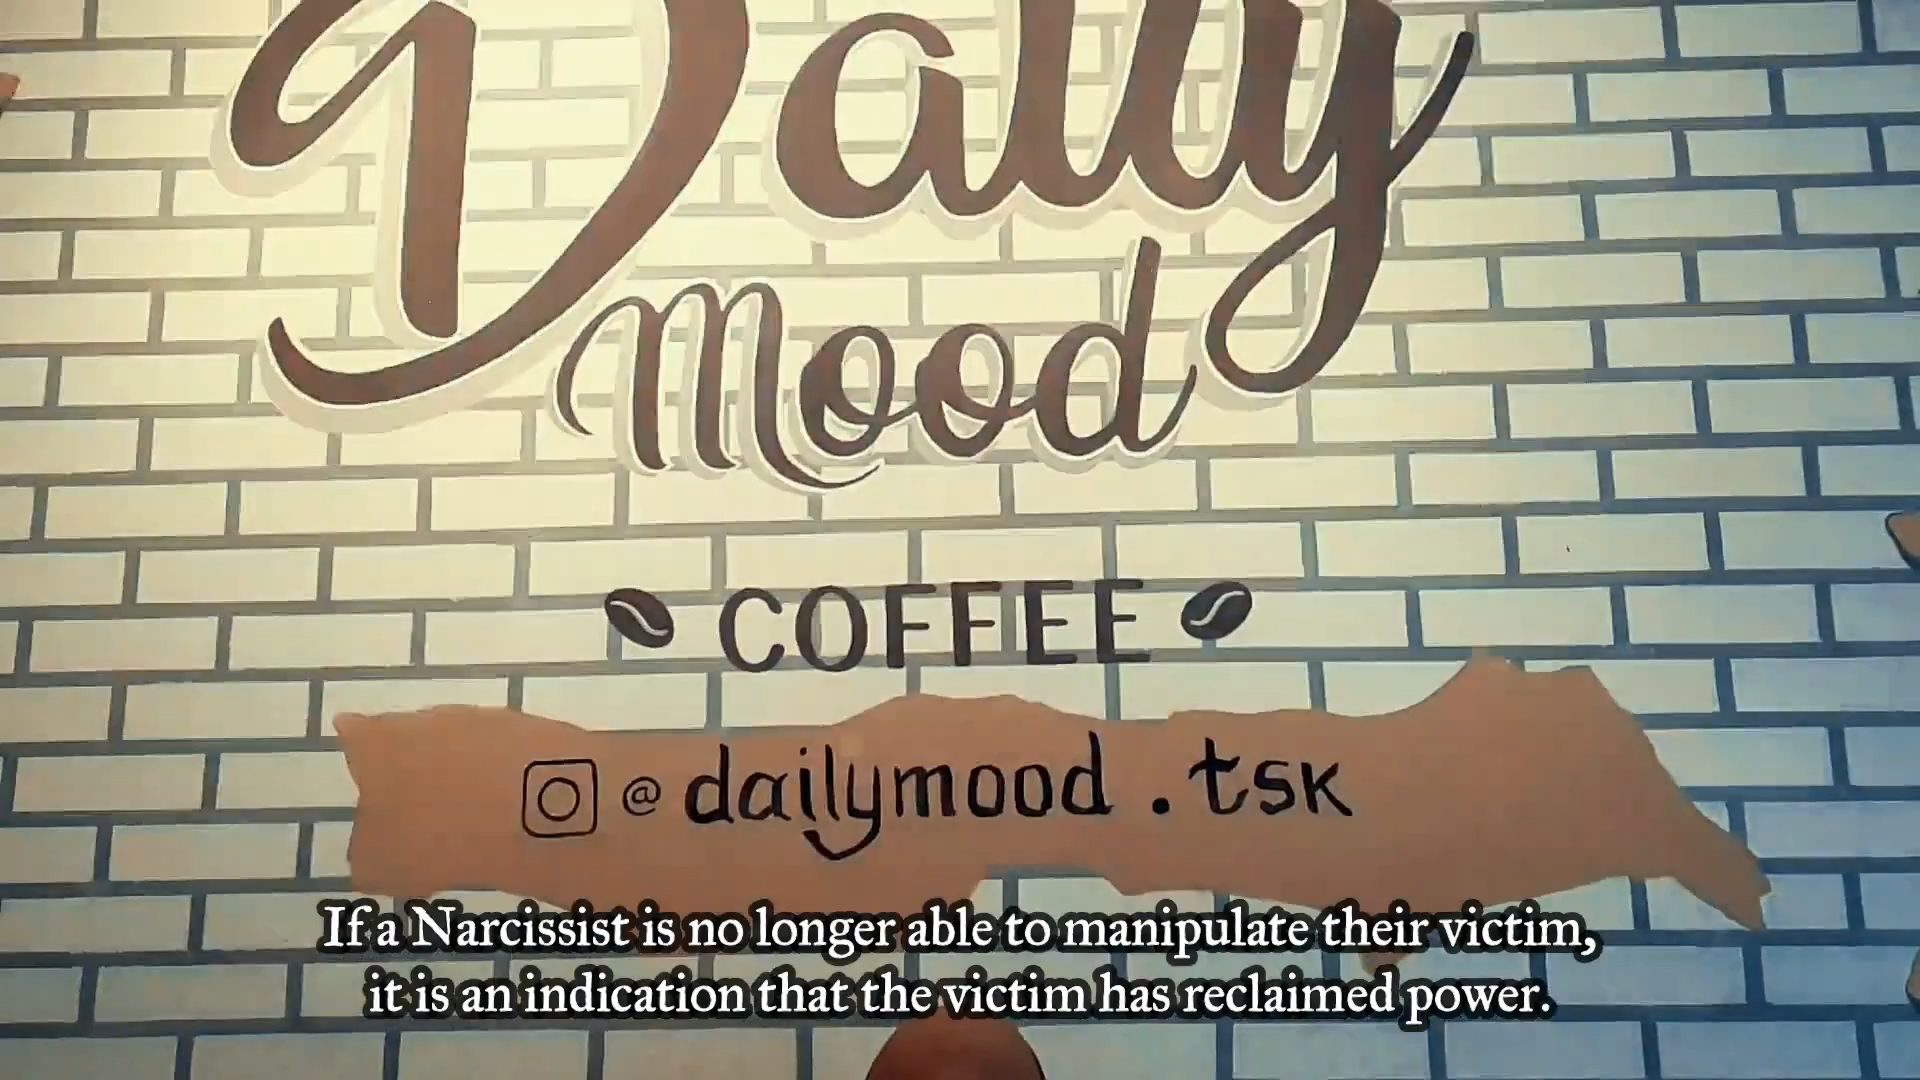 Daily
Mood
COFFEE
@dailymood.tsk
If a Narcissist is no longer able to manipulate their victim,
it is an indication that the victim has reclaimed power.